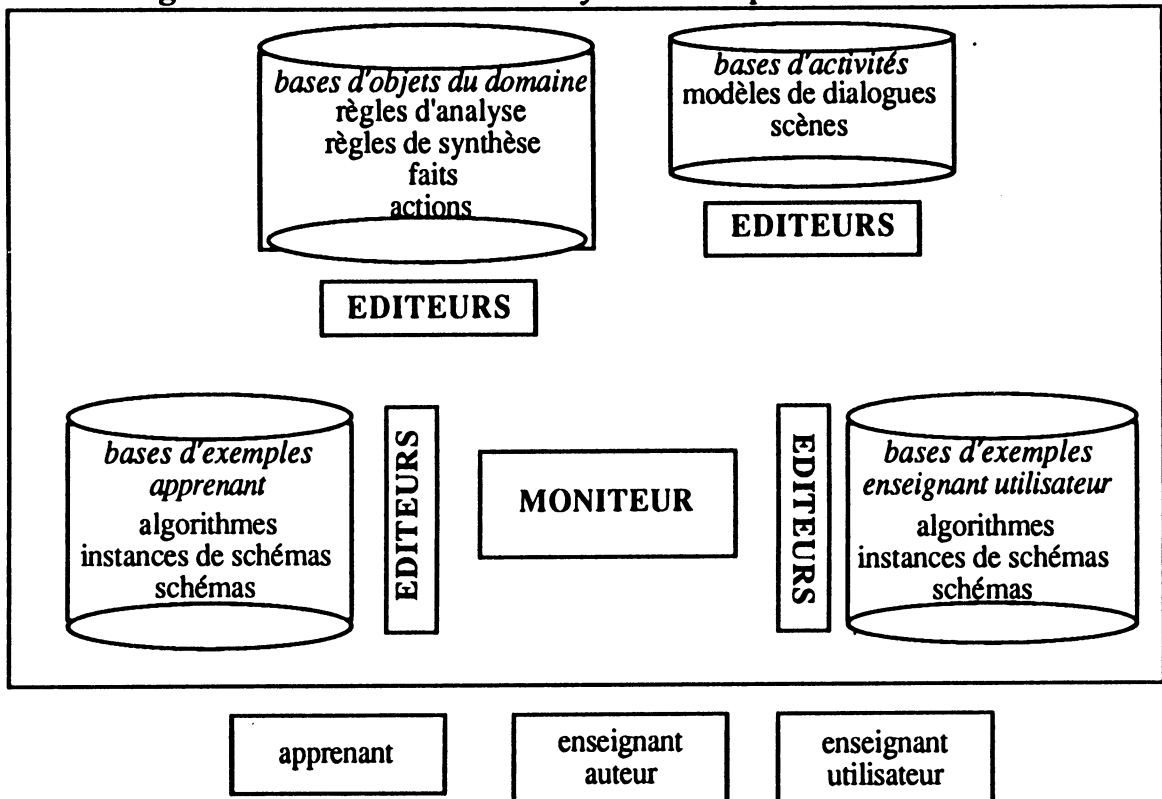 bases d'objets du domaine
règles d'analyse
règles de synthèse
faits
actions
EDITEURS
bases d'activités
modèles de dialogues
scènes
EDITEURS
bases d'exemples
apprenant
algorithmes
instances de schémas
schémas
EDITEURS
MONITEUR
EDITEURS
bases d'exemples
enseignant utilisateur
algorithmes
instances de schémas
schémas
apprenant
enseignant
auteur
enseignant
utilisateur